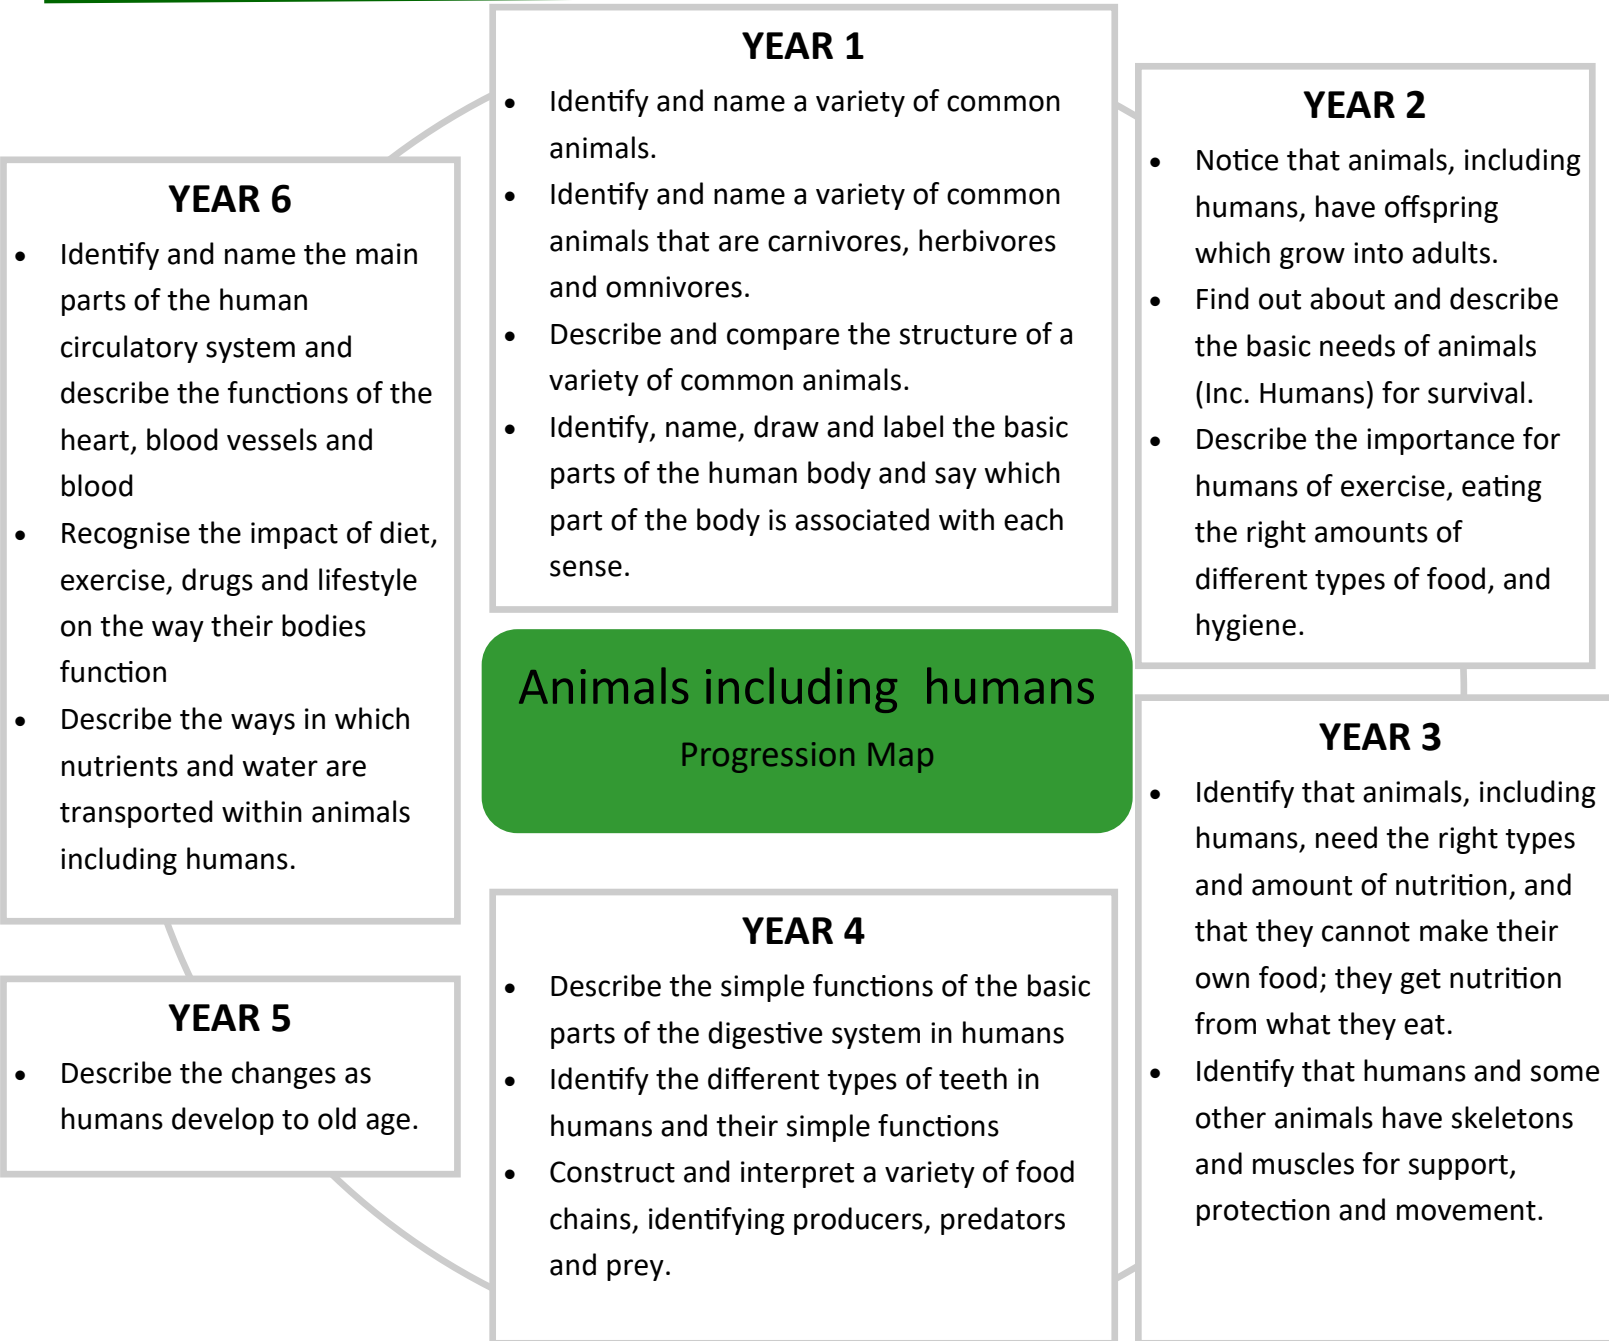 YEAR 1
• Identify and name a variety of common
animals.
• Identify and name a variety of common
animals that are carnivores, herbivores
and omnivores.
• Describe and compare the structure of a
variety of common animals.
• Identify, name, draw and label the basic
parts of the human body and say which
part of the body is associated with each
sense.
YEAR 2
• Notice that animals, including
humans, have offspring
which grow into adults.
• Find out about and describe
the basic needs of animals
(Inc. Humans) for survival.
• Describe the importance for
humans of exercise, eating
the right amounts of
different types of food, and
hygiene.
YEAR 3
• Identify that animals, including
humans, need the right types
and amount of nutrition, and
that they cannot make their
own food; they get nutrition
from what they eat.
• Identify that humans and some
other animals have skeletons
and muscles for support,
protection and movement.
YEAR 4
• Describe the simple functions of the basic
parts of the digestive system in humans
• Identify the different types of teeth in
humans and their simple functions
• Construct and interpret a variety of food
chains, identifying producers, predators
and prey.
YEAR 5
• Describe the changes as
humans develop to old age.
YEAR 6
• Identify and name the main
parts of the human
circulatory system and
describe the functions of the
heart, blood vessels and
blood
• Recognise the impact of diet,
exercise, drugs and lifestyle
on the way their bodies
function
• Describe the ways in which
nutrients and water are
transported within animals
including humans.
Animals including humans
Progression Map